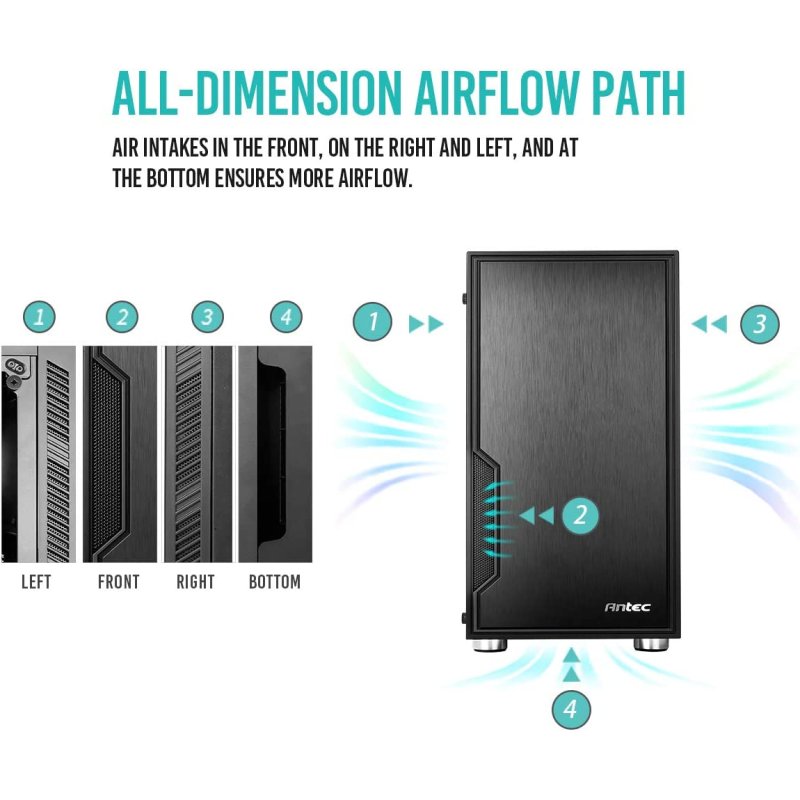 ALL-DIMENSION AIRFLOW PATH
AIR INTAKES IN THE FRONT, ON THE RIGHT AND LEFT, AND AT
THE BOTTOM ENSURES MORE AIRFLOW.
1 2 3 4
1 3
2
LEFT FRONT RIGHT BOTTOM
Antec
4